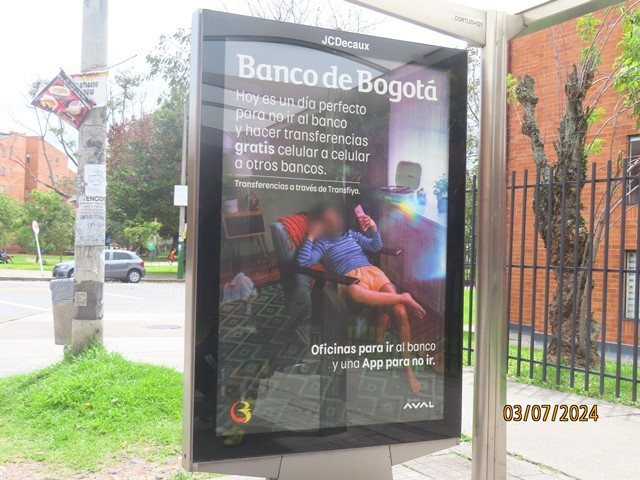 CORTIJO-321
JCDecaux
Banco de Bogotá
Hoy es un día perfecto
para no ir al banco
y hacer transferencias
gratis celular a celular
a otros bancos.
Transferencias a través de Transfiya.
Oficinas para ir al banco
y una App para no ir.
AVAL
03/07/2024